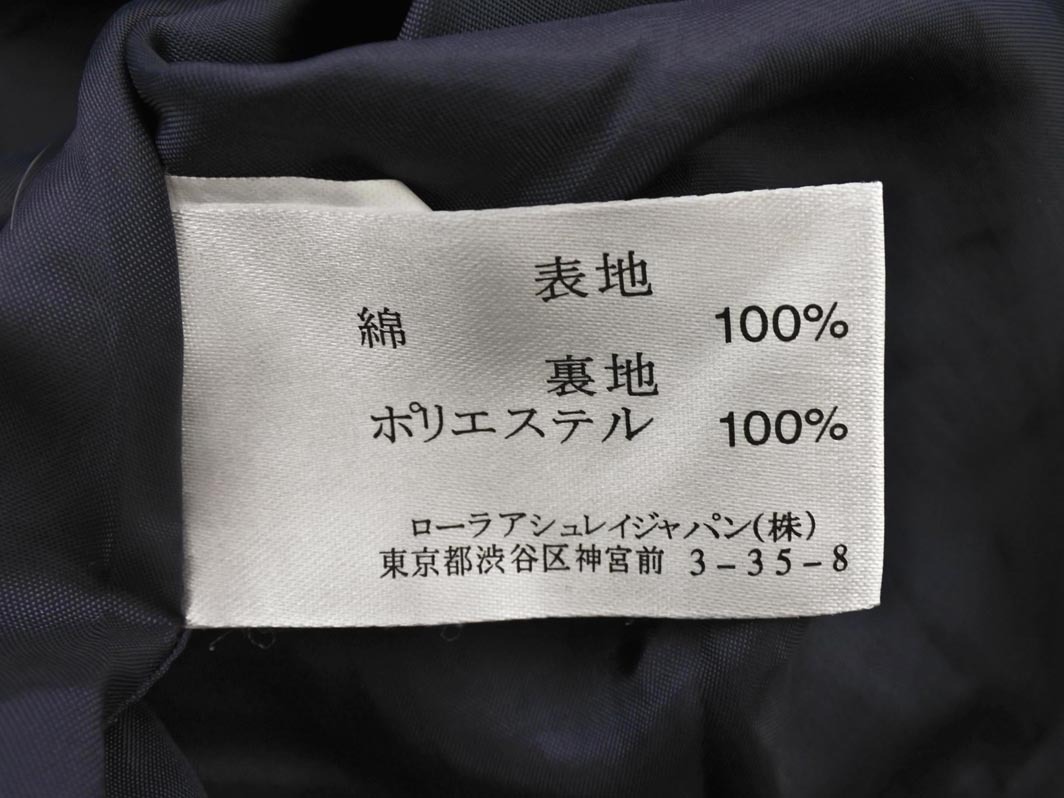 表地
綿 100%
裏地
ポリエステル 100%
ローラアシュレイジャパン(株)
東京都渋谷区神宮前 3-35-8